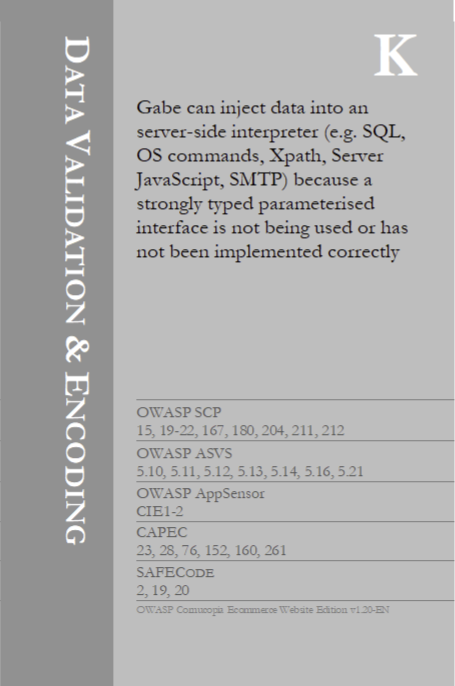 DATA VALIDATION & ENCODING
K
Gabe can inject data into an
server-side interpreter (e.g. SQL,
OS commands, Xpath, Server
JavaScript, SMTP) because a
strongly typed parameterised
interface is not being used or has
not been implemented correctly
OWASP SCP
15, 19-22, 167, 180, 204, 211, 212
OWASP ASVS
5.10, 5.11, 5.12, 5.13, 5.14, 5.16, 5.21
OWASP AppSensor
CIE1-2
CAPEC
23, 28, 76, 152, 160, 261
SAFECODE
2, 19, 20
OWASP Cornucopia Ecommerce Website Edition v1.20-EN